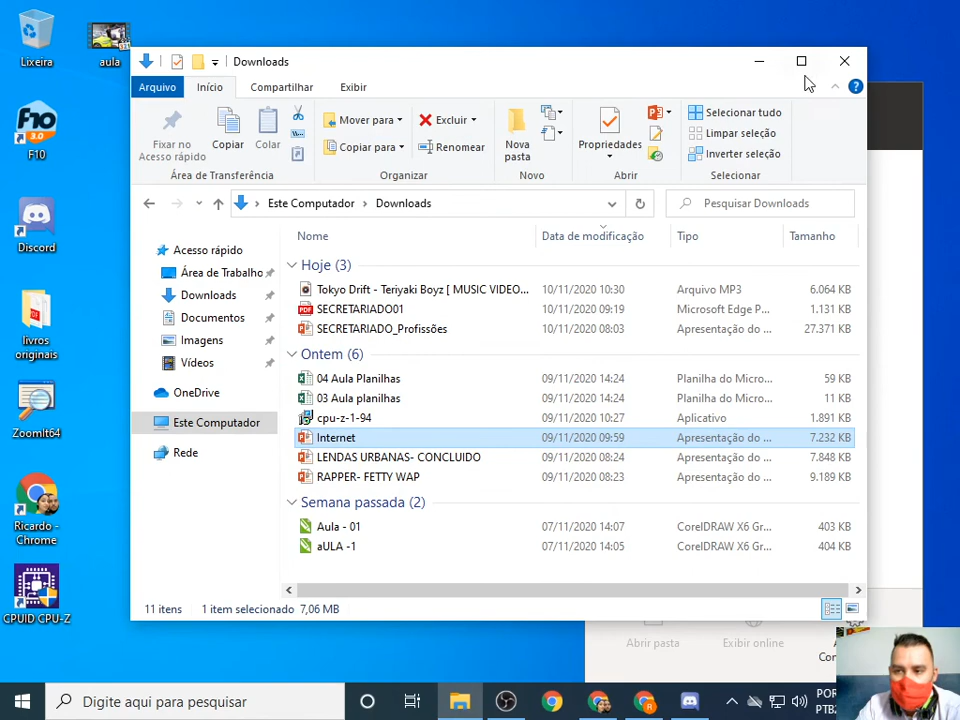 Lixeira
aula
F10
3.0
F10
Discord
livros
originais
ZoomIt64
Ricardo -
Chrome
CPUID CPU-Z
Downloads
Arquivo
Início
Compartilhar
Exibir
Fixar no
Acesso rápido
Copiar
Colar
Área de Transferência
Mover para
Copiar para
Excluir
Renomear
Organizar
Nova
pasta
Novo
Propriedades
Abrir
Selecionar tudo
Limpar seleção
Inverter seleção
Selecionar
Este Computador > Downloads
Pesquisar Downloads
Acesso rápido
Área de Trabalho
Downloads
Documentos
Imagens
Vídeos
OneDrive
Este Computador
Rede
Nome Data de modificação Tipo Tamanho
Hoje (3)
Tokyo Drift - Teriyaki Boyz [ MUSIC VIDEO... 10/11/2020 10:30 Arquivo MP3 6.064 KB
SECRETARIADO01 10/11/2020 09:19 Microsoft Edge P... 1.131 KB
SECRETARIADO_Profissões 10/11/2020 08:03 Apresentação do ... 27.371 KB
Ontem (6)
04 Aula Planilhas 09/11/2020 14:24 Planilha do Micro... 59 KB
03 Aula planilhas 09/11/2020 14:24 Planilha do Micro... 11 KB
cpu-z-1-94 09/11/2020 10:27 Aplicativo 1.891 KB
Internet 09/11/2020 09:59 Apresentação do ... 7.232 KB
LENDAS URBANAS- CONCLUIDO 09/11/2020 08:24 Apresentação do ... 7.848 KB
RAPPER- FETTY WAP 09/11/2020 08:23 Apresentação do ... 9.189 KB
Semana passada (2)
Aula - 01 07/11/2020 14:07 CorelDRAW X6 Gr... 403 KB
aULA -1 07/11/2020 14:05 CorelDRAW X6 Gr... 404 KB
11 itens 1 item selecionado 7,06 MB
Abrir pasta
Exibir online
Digite aqui para pesquisar
POR
PTB2